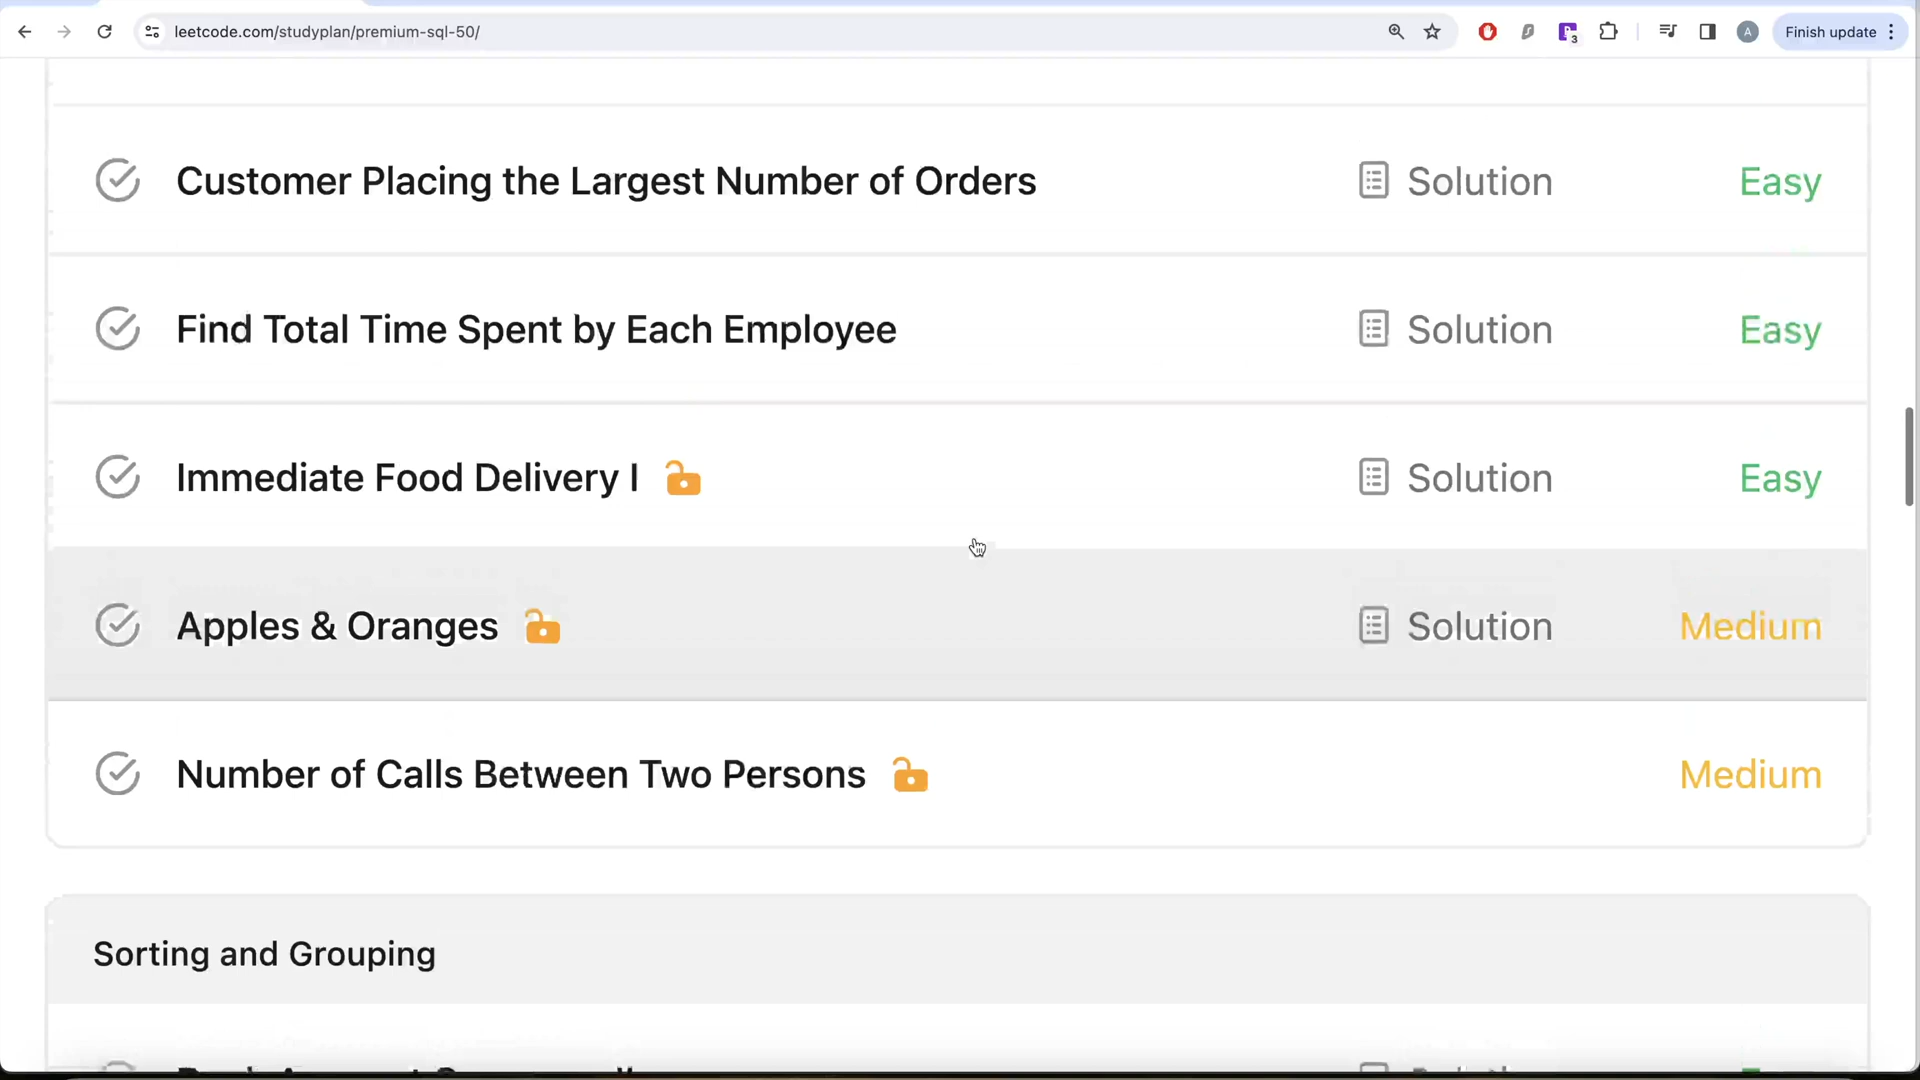 leetcode.com/studyplan/premium-sql-50/
3
A
Finish update
Customer Placing the Largest Number of Orders Solution Easy
Find Total Time Spent by Each Employee Solution Easy
Immediate Food Delivery I Solution Easy
Apples & Oranges Solution Medium
Number of Calls Between Two Persons Medium
Sorting and Grouping